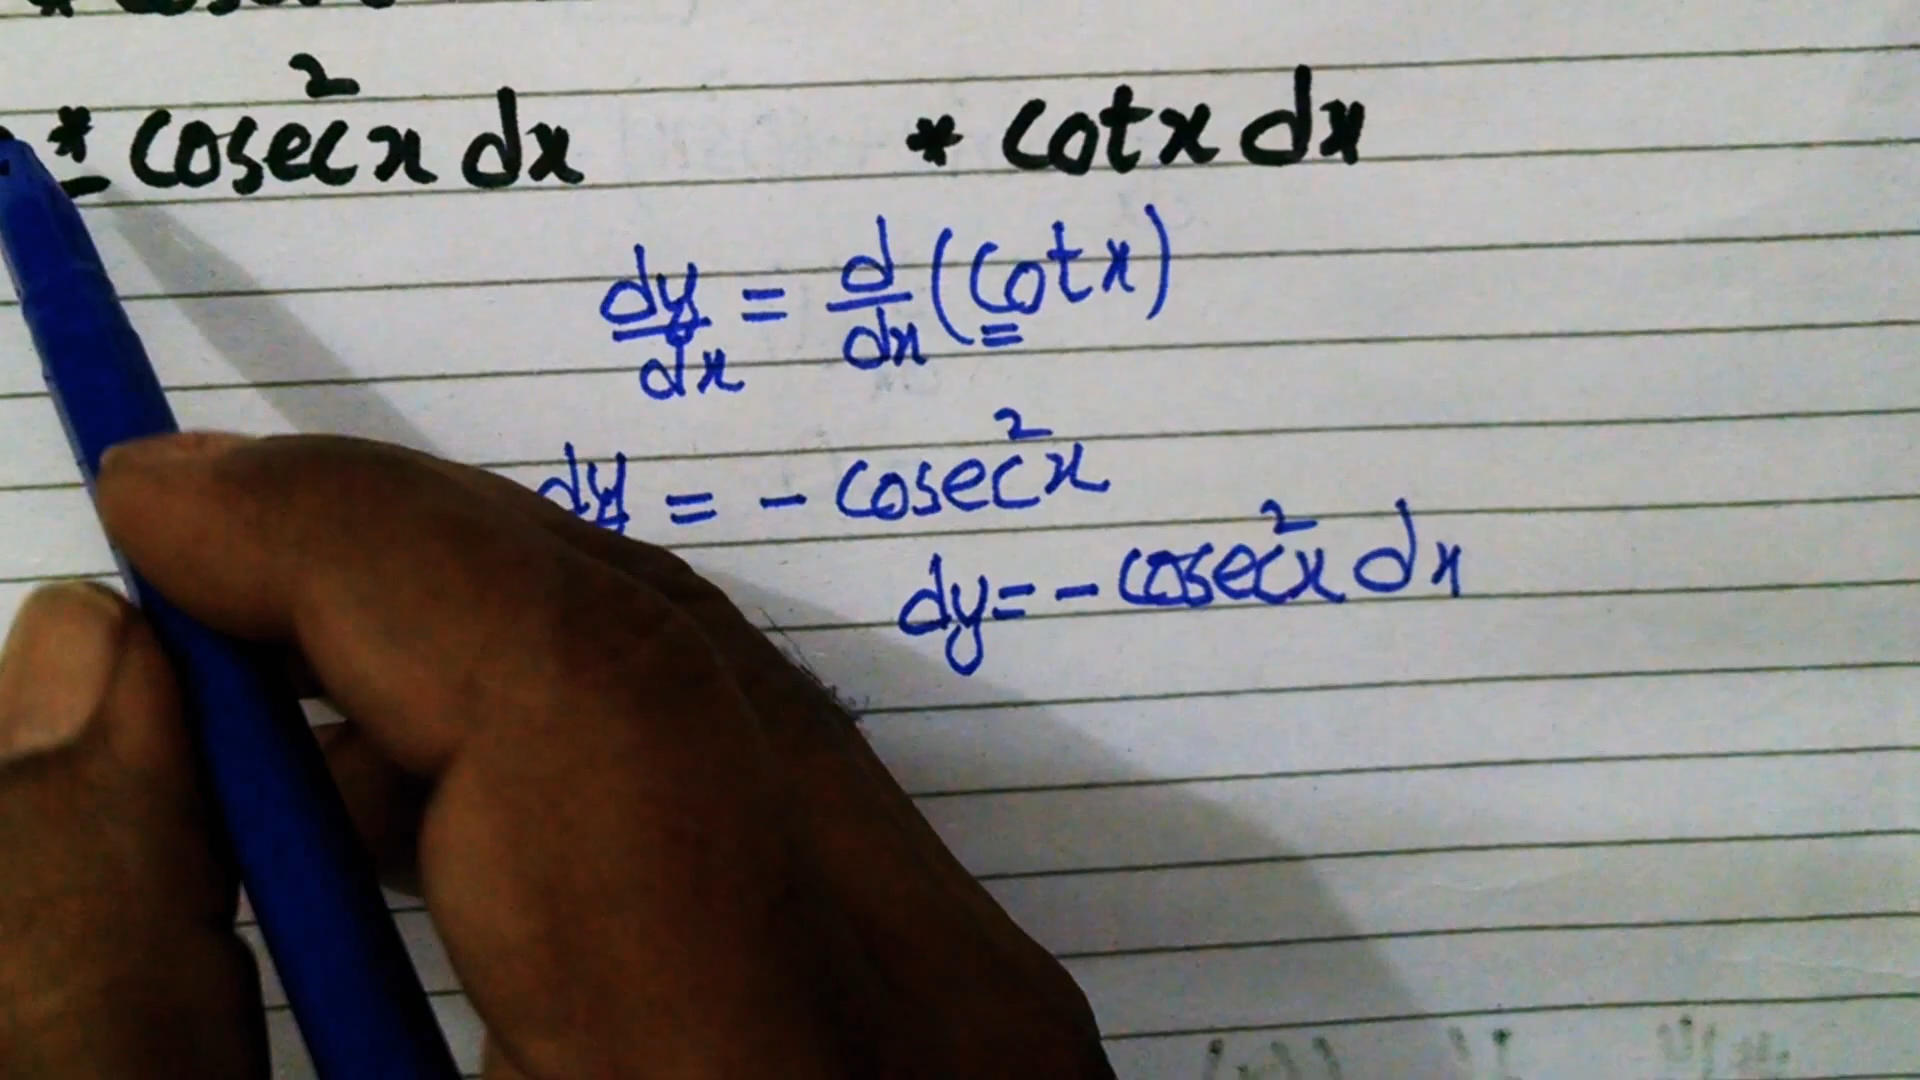 * cosec²x dx * cotx dx
dy/dx = d/dx (cotx)
dy = - cosec²x
dy = - cosec²x dx